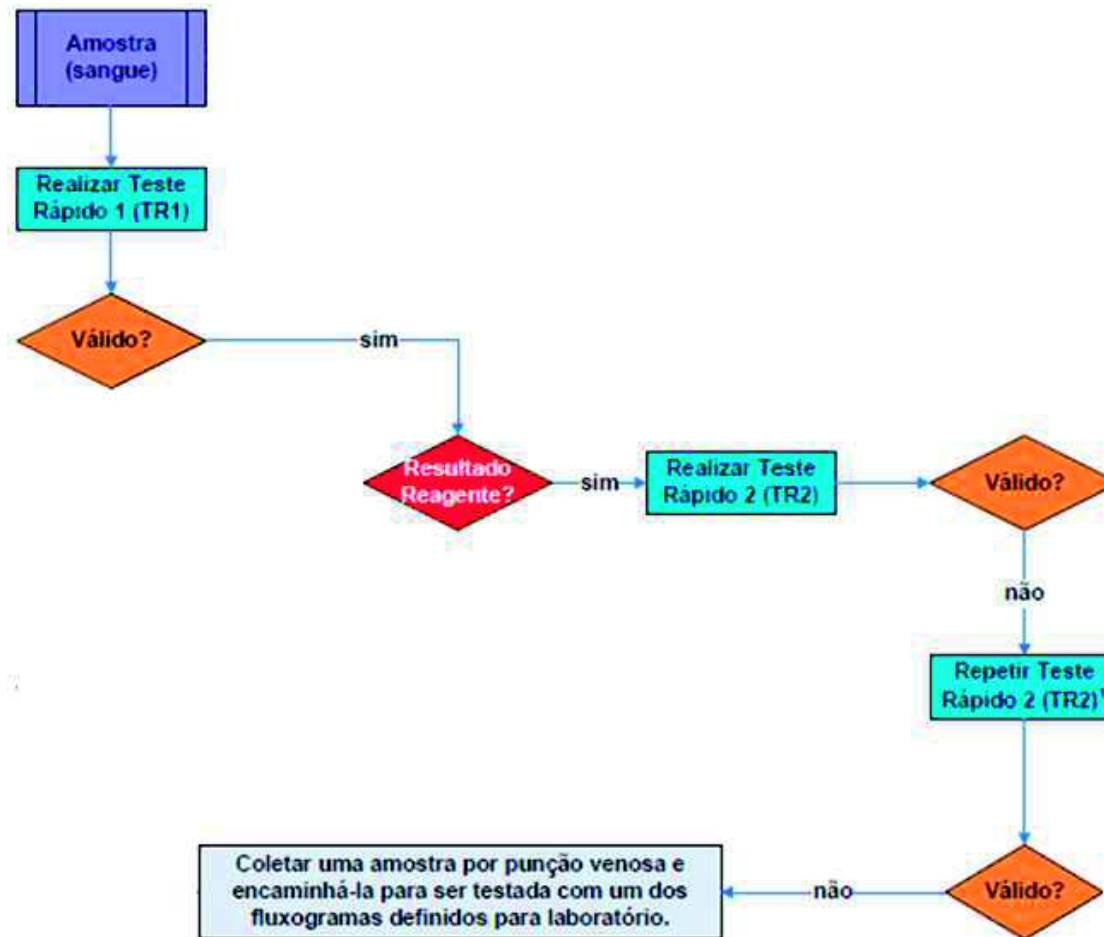 Amostra
(sangue)
Realizar Teste
Rápido 1 (TR1)
Válido?
sim
Resultado
Reagente?
sim
Realizar Teste
Rápido 2 (TR2)
Válido?
não
Repetir Teste
Rápido 2 (TR2)
Válido?
não
Coletar uma amostra por punção venosa e
encaminhá-la para ser testada com um dos
fluxogramas definidos para laboratório.